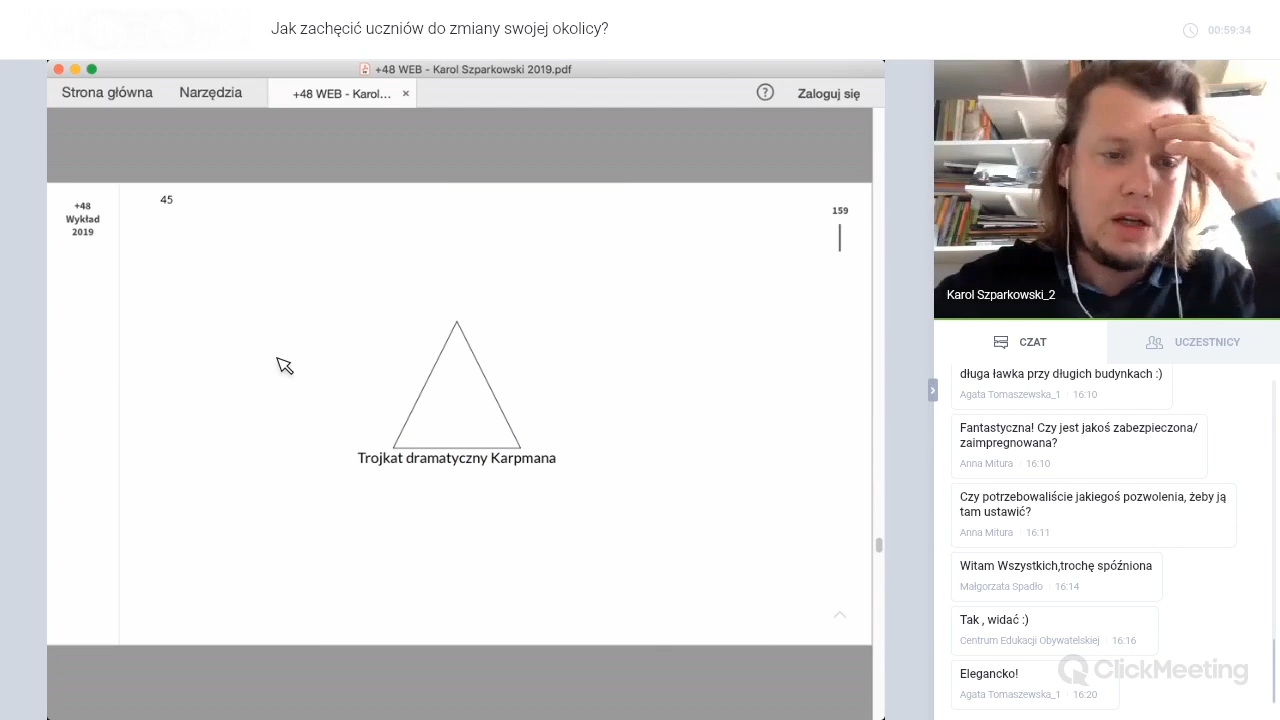 Jak zachęcić uczniów do zmiany swojej okolicy?
00:59:34
+48 WEB - Karol Szparkowski 2019.pdf
Strona główna
Narzędzia
+48 WEB - Karol...
×
?
Zaloguj się
+48
Wykład
2019
45
159
Trojkat dramatyczny Karpmana
Karol Szparkowski_2
CZAT
UCZESTNICY
długa ławka przy długich budynkach :)
Agata Tomaszewska_1 16:10
Fantastyczna! Czy jest jakoś zabezpieczona/
zaimpregnowana?
Anna Mitura 16:10
Czy potrzebowaliście jakiegoś pozwolenia, żeby ją
tam ustawić?
Anna Mitura 16:11
Witam Wszystkich,trochę spóźniona
Małgorzata Spadło 16:14
Tak , widać :)
Centrum Edukacji Obywatelskiej 16:16
Elegancko!
Agata Tomaszewska_1 16:20
ClickMeeting